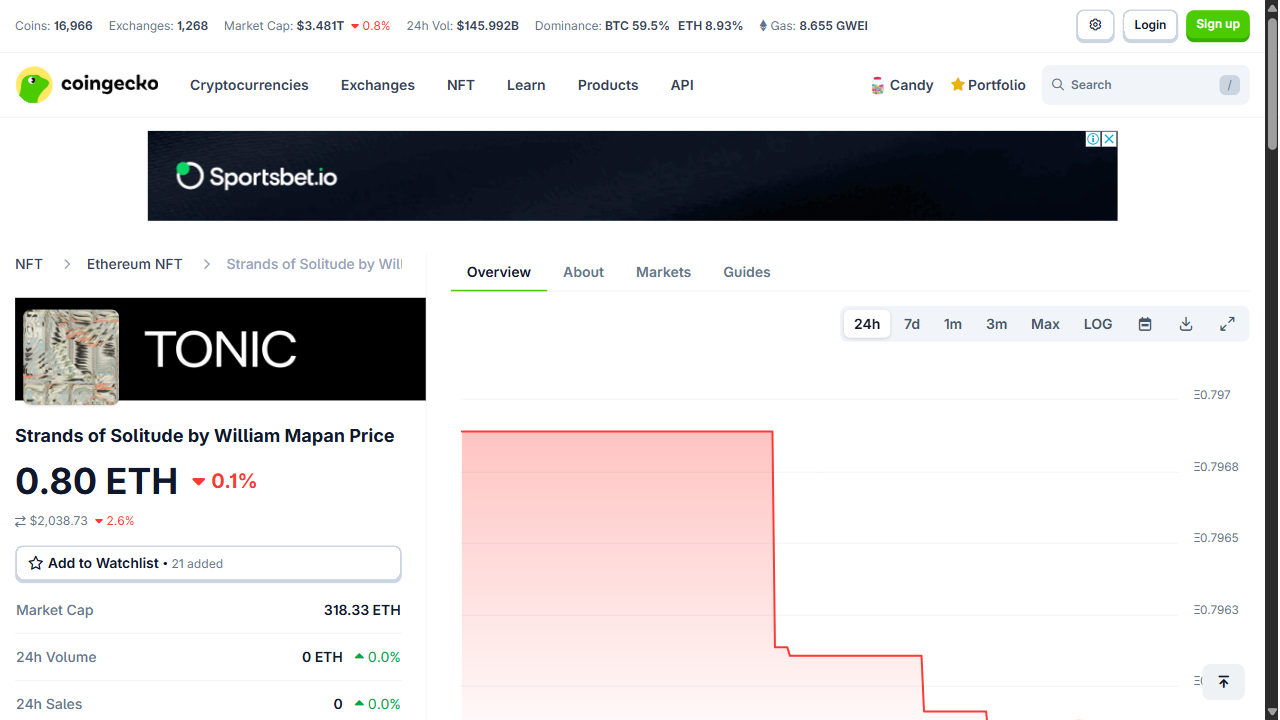 Coins: 16,966 Exchanges: 1,268 Market Cap: $3.481T 0.8% 24h Vol: $145.992B Dominance: BTC 59.5% ETH 8.93% Gas: 8.655 GWEI Login Sign up
coingecko Cryptocurrencies Exchanges NFT Learn Products API Candy Portfolio Search /
Sportsbet.io
NFT Ethereum NFT Strands of Solitude by Will
TONIC
Strands of Solitude by William Mapan Price
0.80 ETH 0.1%
$2,038.73 2.6%
Add to Watchlist • 21 added
Market Cap 318.33 ETH
24h Volume 0 ETH 0.0%
24h Sales 0 0.0%
Overview About Markets Guides
24h 7d 1m 3m Max LOG
Ξ0.797
Ξ0.7968
Ξ0.7965
Ξ0.7963